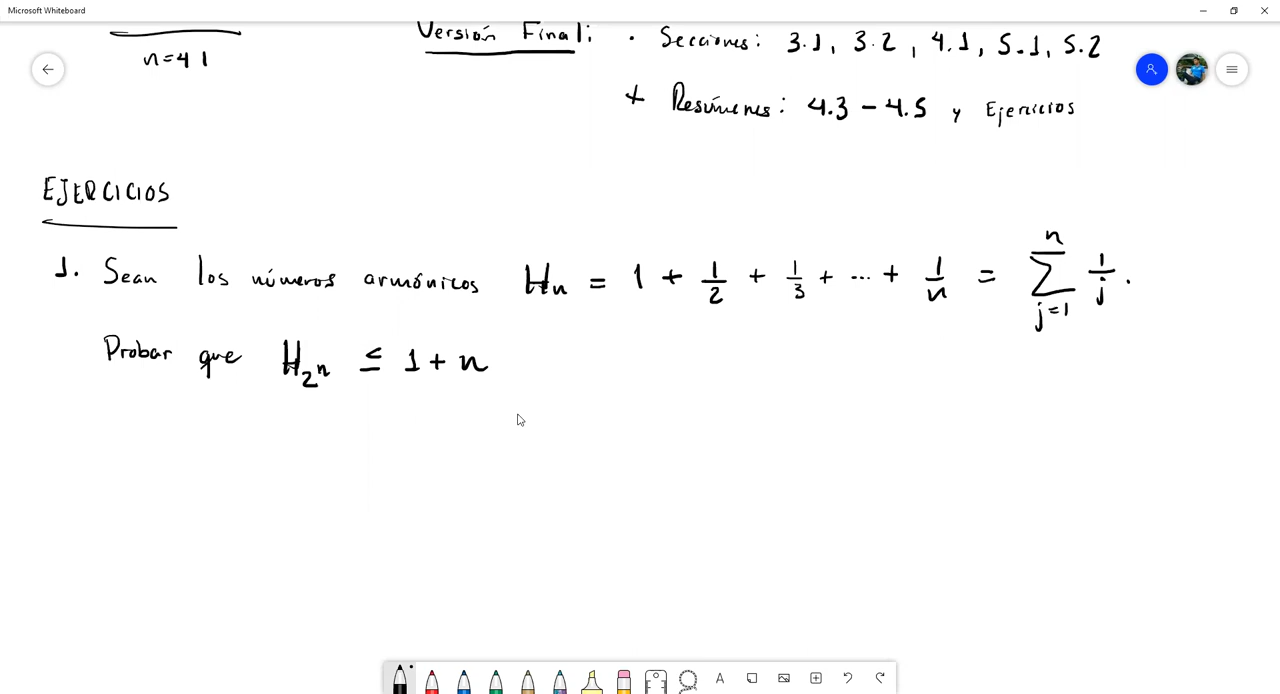 Microsoft Whiteboard
n=41
Versión Final: • Secciones: 3.1, 3.2, 4.1, 5.1, 5.2
+ Resúmenes: 4.3 – 4.5 y Ejercicios
EJERCICIOS
1. Sean los números armónicos Hₙ = 1 + 1/2 + 1/3 + ... + 1/n = ∑_{j=1}^{n} 1/j.
Probar que H_{2^n} ≤ 1 + n
A